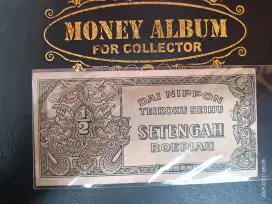 MONEY ALBUM
FOR COLLECTOR
DAI NIPPON
TEIKOKU SEIHU
1/2
SETENGAH
ROEPIAH